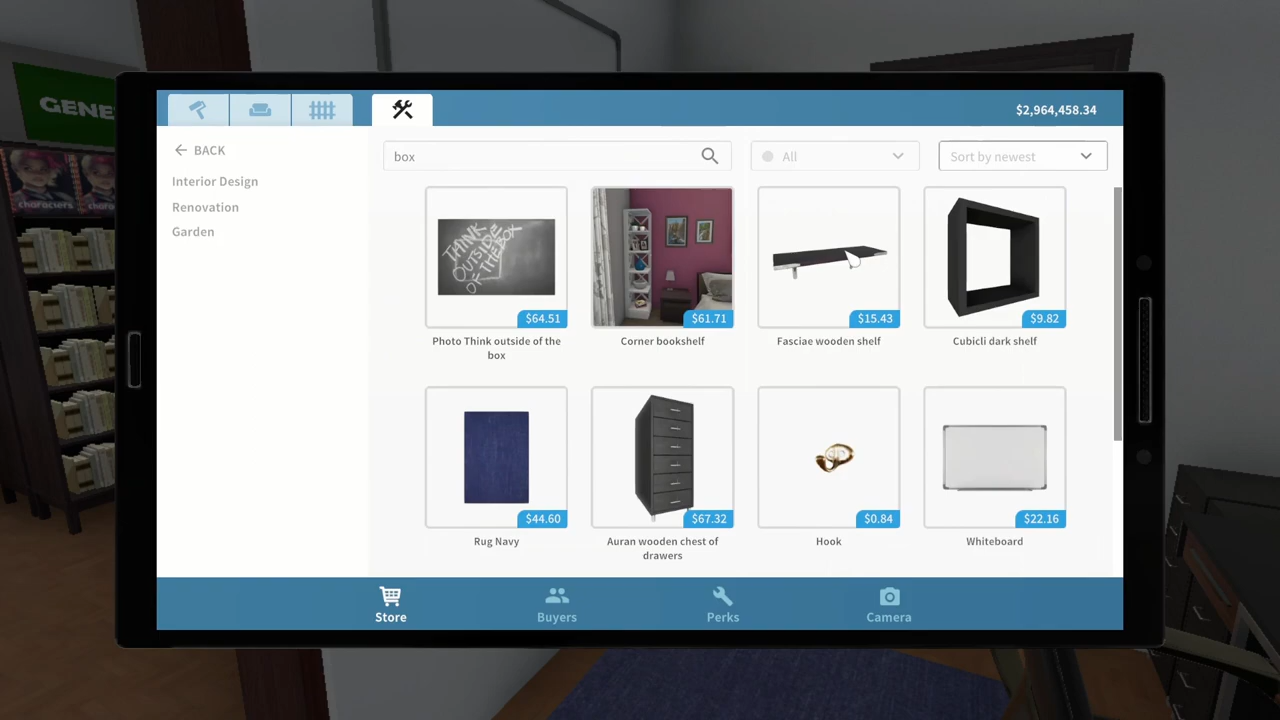 GENE
characters
$2,964,458.34
BACK
Interior Design
Renovation
Garden
box
All
Sort by newest
THINK
OUTSIDE
OF THE BOX
$64.51
$61.71
$15.43
$9.82
Photo Think outside of the
box
Corner bookshelf
Fasciae wooden shelf
Cubicli dark shelf
$44.60
$67.32
$0.84
$22.16
Rug Navy
Auran wooden chest of
drawers
Hook
Whiteboard
Store
Buyers
Perks
Camera